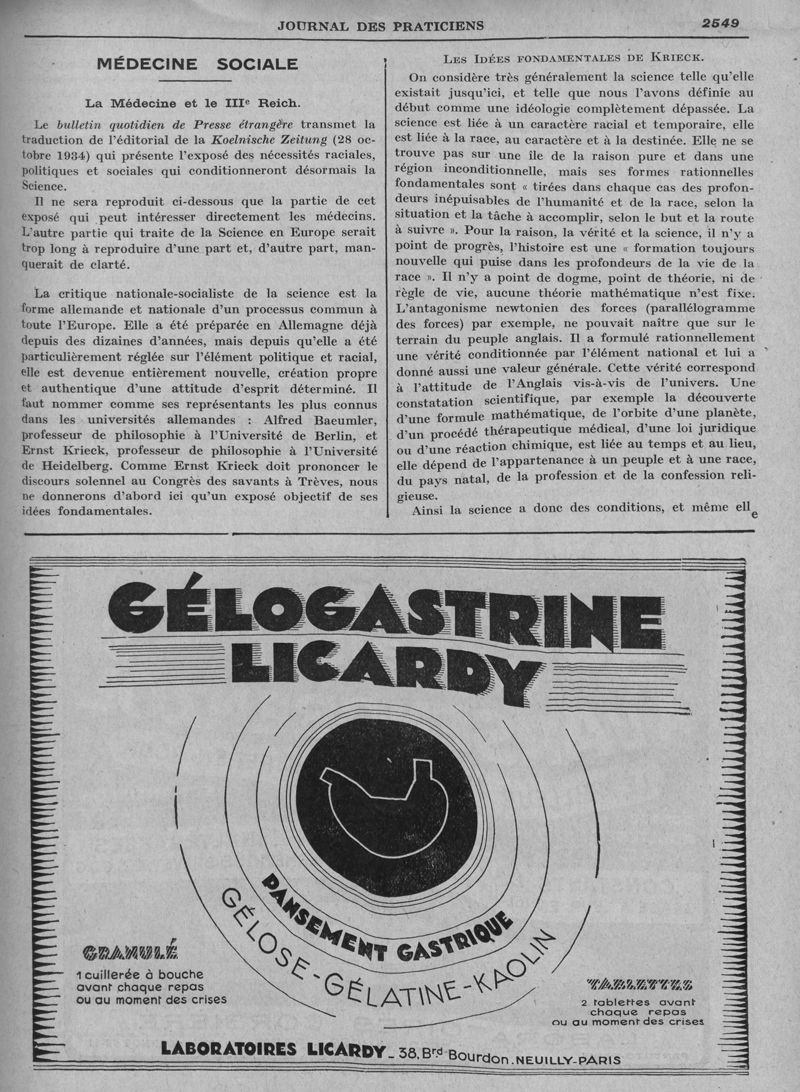 JOURNAL DES PRATICIENS
2549
MÉDECINE SOCIALE
La Médecine et le IIIe Reich.
Le bulletin quotidien de Presse étrangère transmet la
traduction de l'éditorial de la Koelnische Zeitung (28 oc-
tobre 1934) qui présente l'exposé des nécessités raciales,
politiques et sociales qui conditionneront désormais la
Science.
Il ne sera reproduit ci-dessous que la partie de cet
exposé qui peut intéresser directement les médecins.
L'autre partie qui traite de la Science en Europe serait
trop long à reproduire d'une part et, d'autre part, man-
querait de clarté.
La critique nationale-socialiste de la science est la
forme allemande et nationale d'un processus commun à
toute l'Europe. Elle a été préparée en Allemagne déjà
depuis des dizaines d'années, mais depuis qu'elle a été
particulièrement réglée sur l'élément politique et racial,
elle est devenue entièrement nouvelle, création propre
et authentique d'une attitude d'esprit déterminé. Il
faut nommer comme ses représentants les plus connus
dans les universités allemandes : Alfred Baeumler,
professeur de philosophie à l'Université de Berlin, et
Ernst Krieck, professeur de philosophie à l'Université
de Heidelberg. Comme Ernst Krieck doit prononcer le
discours solennel au Congrès des savants à Trèves, nous
ne donnerons d'abord ici qu'un exposé objectif de ses
idées fondamentales.
LES IDÉES FONDAMENTALES DE KRIECK.
On considère très généralement la science telle qu'elle
existait jusqu'ici, et telle que nous l'avons définie au
début comme une idéologie complètement dépassée. La
science est liée à un caractère racial et temporaire, elle
est liée à la race, au caractère et à la destinée. Elle ne se
trouve pas sur une île de la raison pure et dans une
région inconditionnelle, mais ses formes rationnelles
fondamentales sont « tirées dans chaque cas des profon-
deurs inépuisables de l'humanité et de la race, selon la
situation et la tâche à accomplir, selon le but et la route
à suivre ». Pour la raison, la vérité et la science, il n'y a
point de progrès, l'histoire est une « formation toujours
nouvelle qui puise dans les profondeurs de la vie de la
race ». Il n'y a point de dogme, point de théorie, ni de
règle de vie, aucune théorie mathématique n'est fixe.
L'antagonisme newtonien des forces (parallélogramme
des forces) par exemple, ne pouvait naître que sur le
terrain du peuple anglais. Il a formulé rationnellement
une vérité conditionnée par l'élément national et lui a
donné aussi une valeur générale. Cette vérité correspond
à l'attitude de l'Anglais vis-à-vis de l'univers. Une
constatation scientifique, par exemple la découverte
d'une formule mathématique, de l'orbite d'une planète,
d'un procédé thérapeutique médical, d'une loi juridique
ou d'une réaction chimique, est liée au temps et au lieu,
elle dépend de l'appartenance à un peuple et à une race,
du pays natal, de la profession et de la confession reli-
gieuse.
Ainsi la science a donc des conditions, et même elle
GÉLOGASTRINE
LICARDY
PANSEMENT GASTRIQUE
GÉLOSE-GÉLATINE-KAOLIN
GRANULÉ
1 cuillerée à bouche
avant chaque repas
ou au moment des crises
TABLETTES
2 tablettes avant
chaque repas
ou au moment des crises
LABORATOIRES LICARDY_38, Brd Bourdon. NEUILLY-PARIS